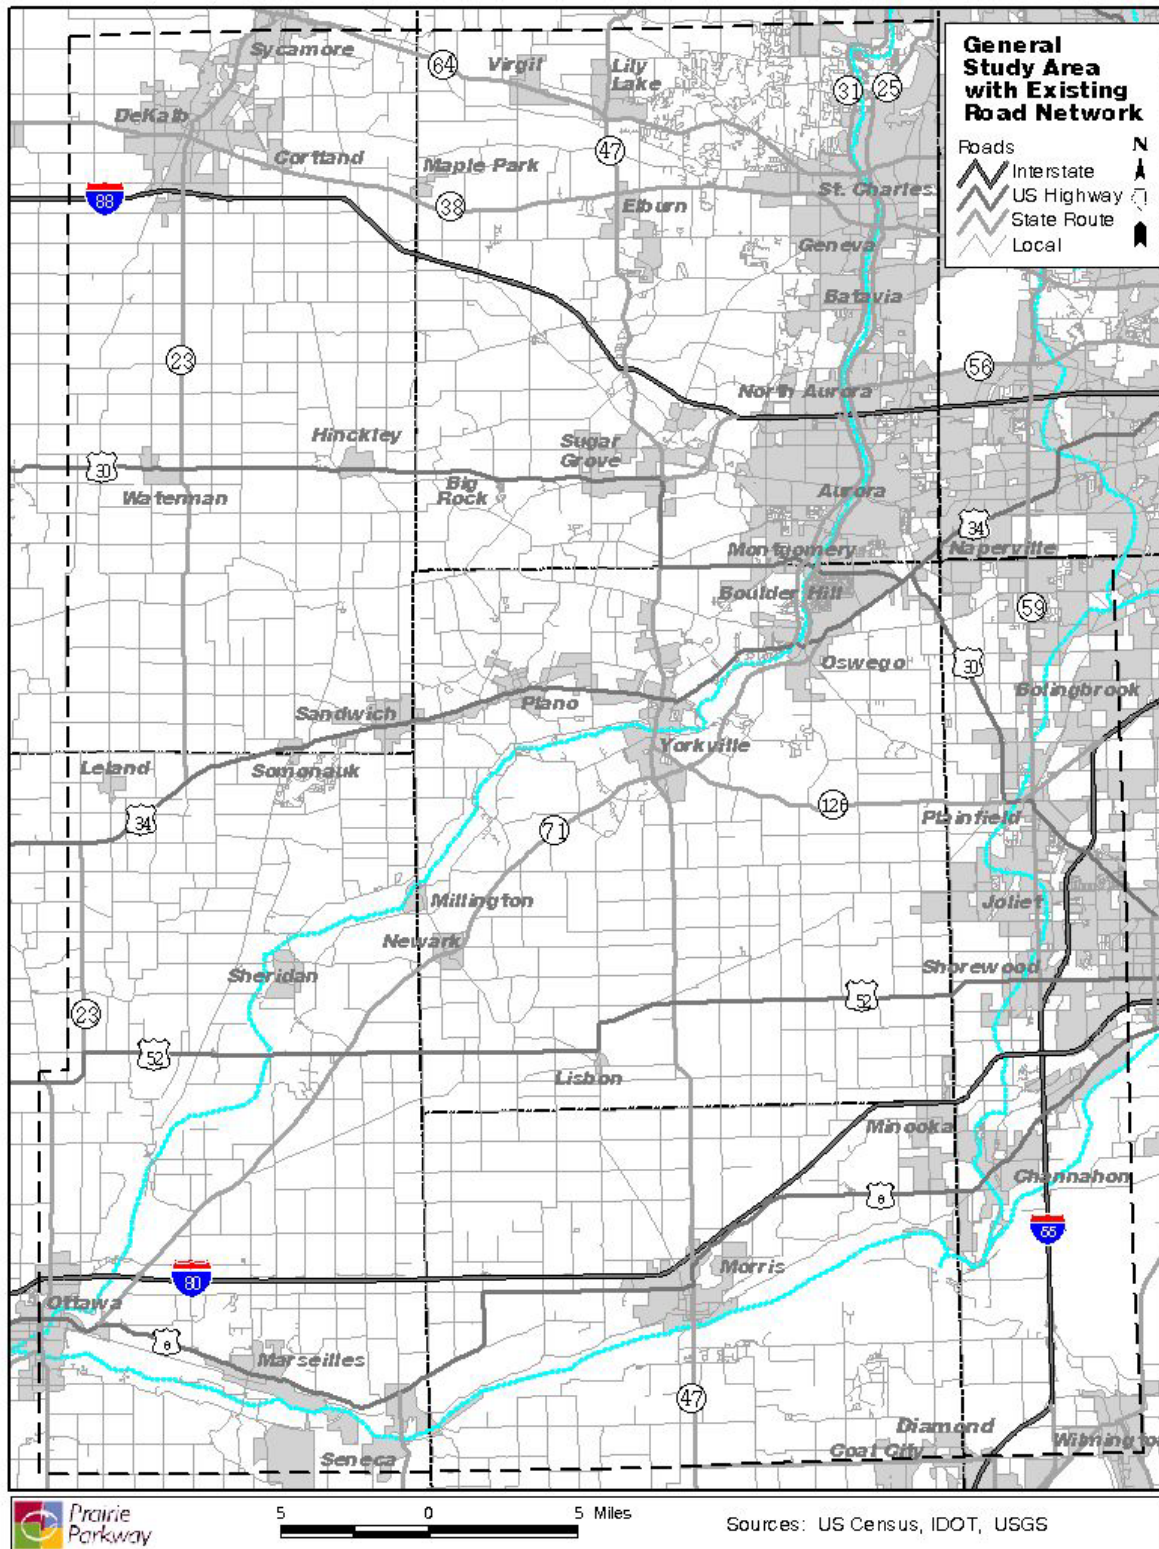 General
Study Area
with Existing
Road Network
Roads
N
Interstate
US Highway
State Route
Local
Sycamore
64
Virgil
Lily
Lake
31
25
DeKalb
Cortland
Maple Park
47
88
38
Elburn
St. Charles
Geneva
Batavia
23
North Aurora
56
Hinckley
Sugar
Grove
30
Waterman
Big
Rock
Aurora
34
Montgomery
Naperville
Boulder Hill
59
Oswego
30
Bolingbrook
Sandwich
Plano
Yorkville
Leland
Somonauk
34
71
126
Plainfield
Millington
Joliet
Newark
Sheridan
Shorewood
52
23
52
Lisbon
Minooka
Channahon
6
55
80
Morris
Ottawa
6
Marseilles
47
Diamond
Goal City
Wilmington
Seneca
Prairie
Parkway
5 0 5 Miles
Sources: US Census, IDOT, USGS